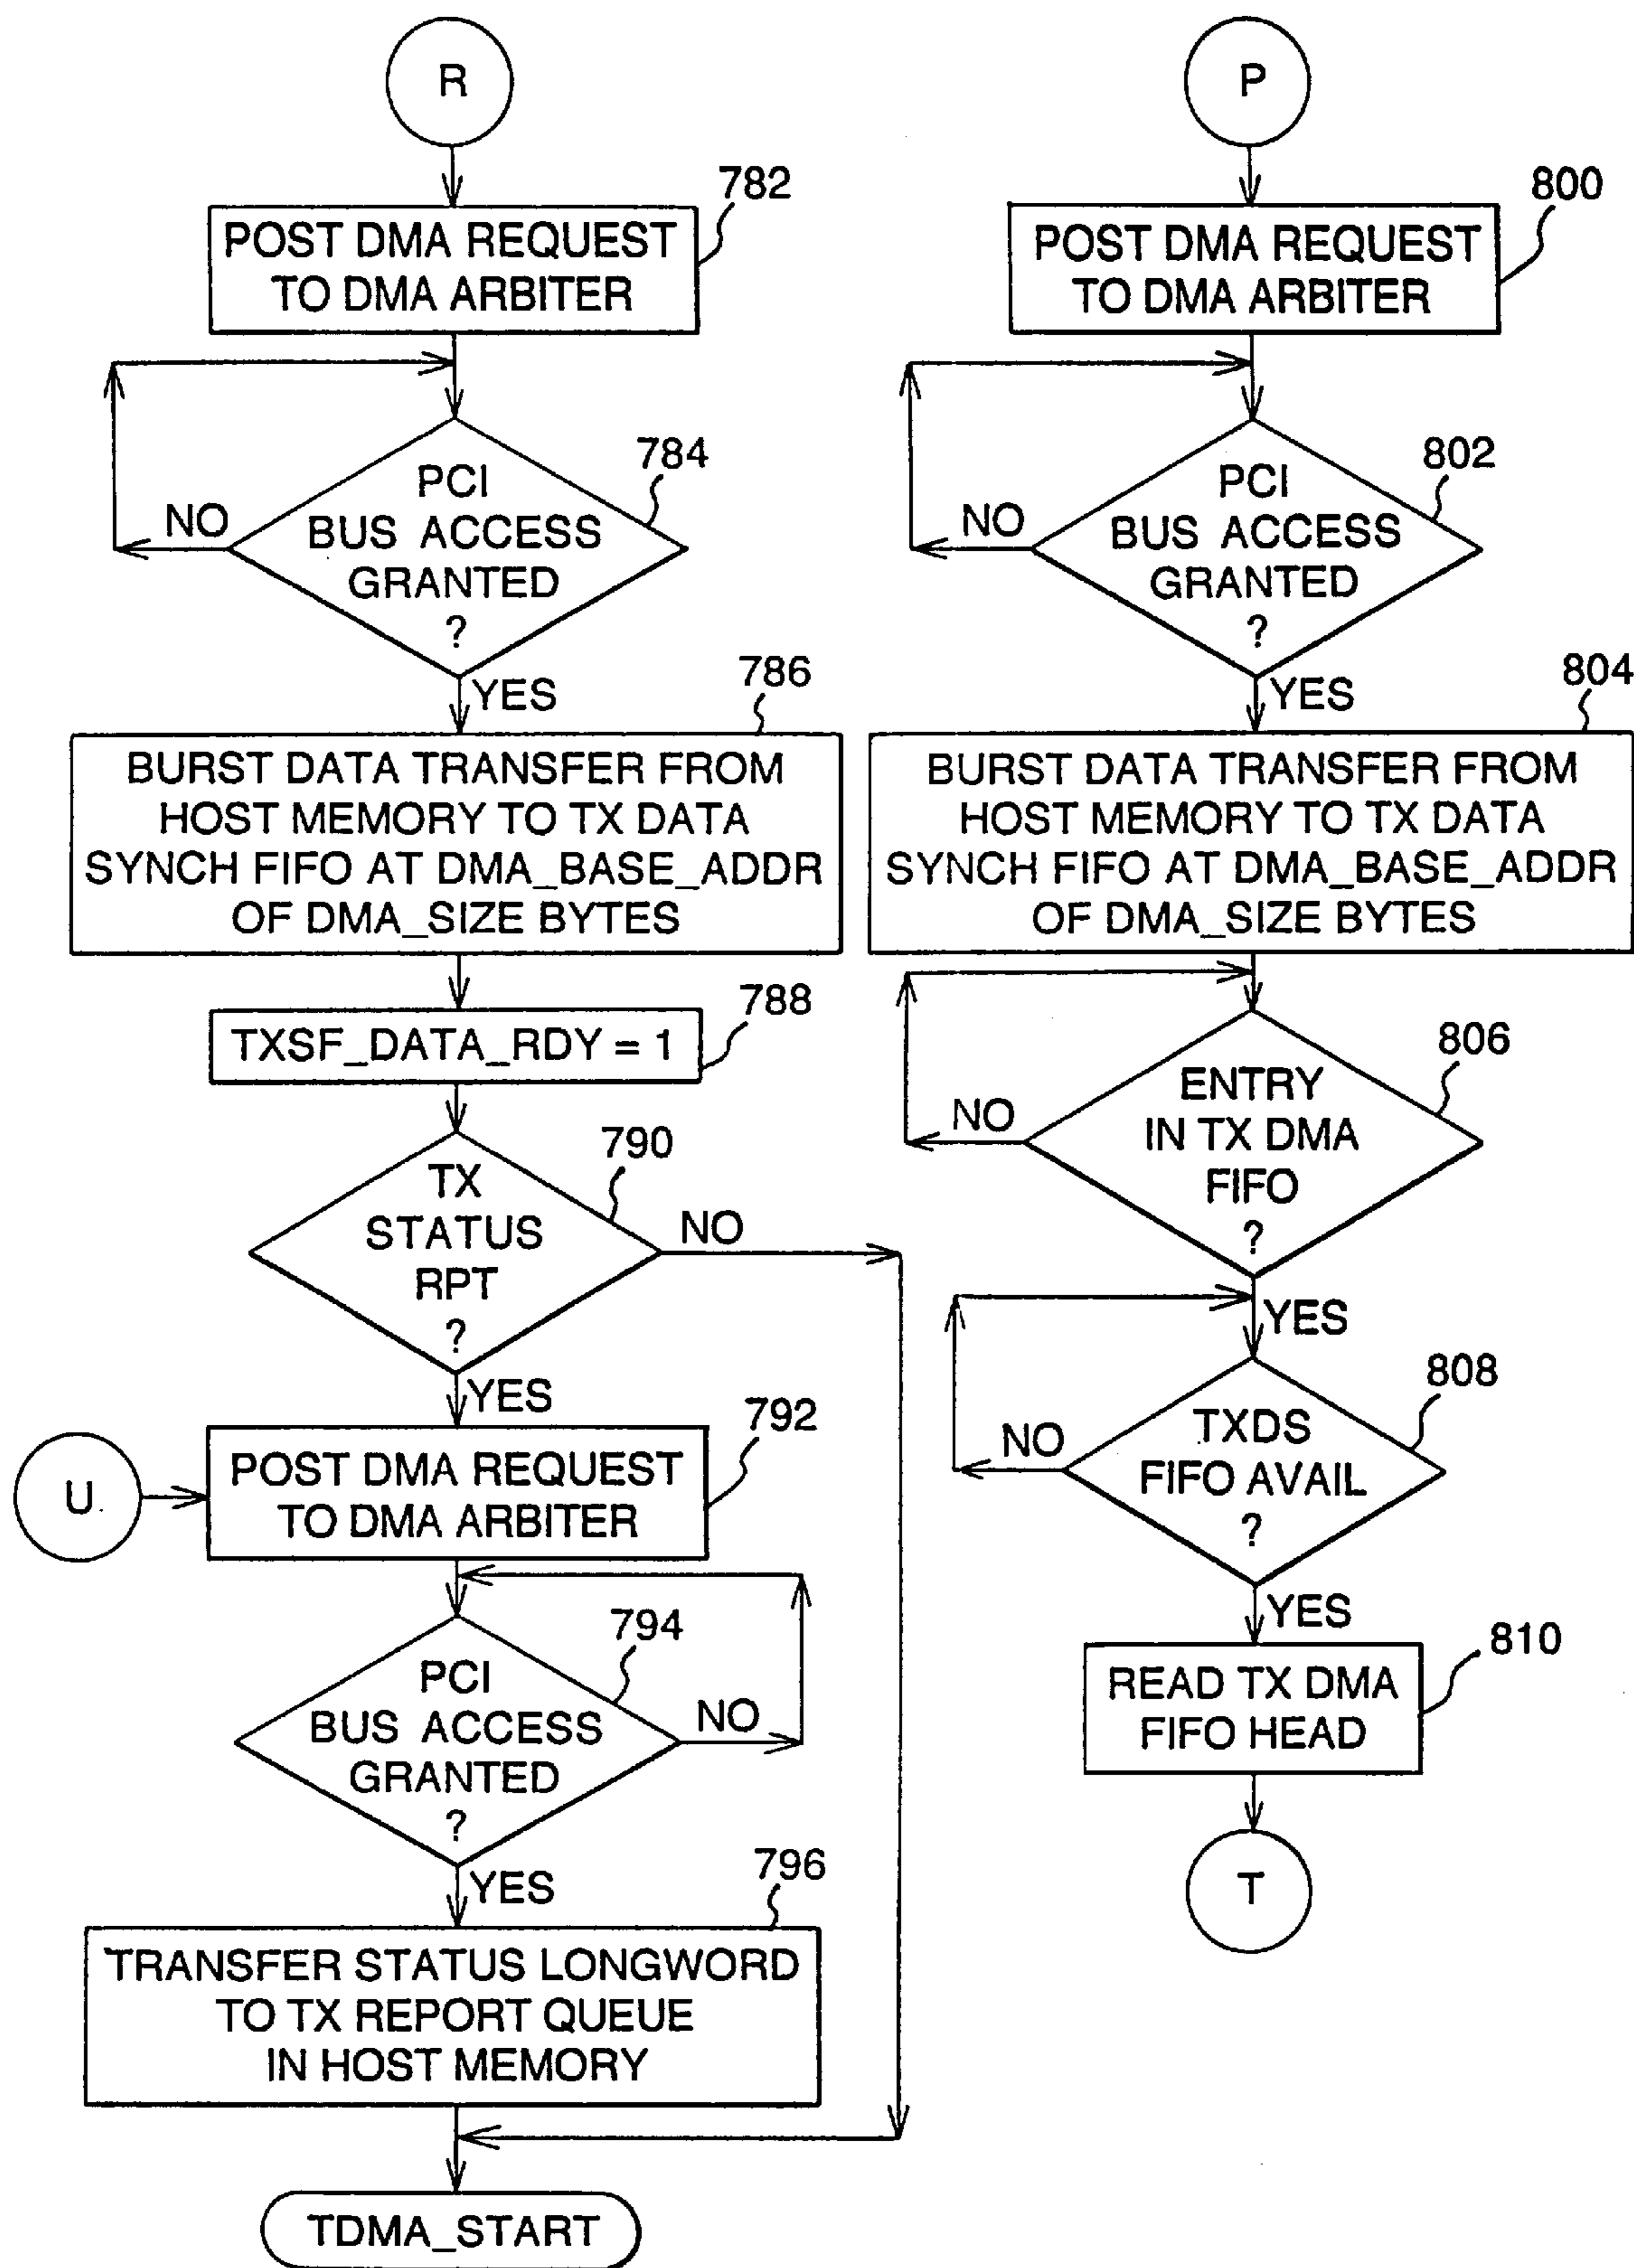 R
782
POST DMA REQUEST
TO DMA ARBITER
784
PCI
BUS ACCESS
GRANTED
?
NO
YES
786
BURST DATA TRANSFER FROM
HOST MEMORY TO TX DATA
SYNCH FIFO AT DMA_BASE_ADDR
OF DMA_SIZE BYTES
788
TXSF_DATA_RDY = 1
790
TX
STATUS
RPT
?
NO
YES
U
792
POST DMA REQUEST
TO DMA ARBITER
794
PCI
BUS ACCESS
GRANTED
?
NO
YES
796
TRANSFER STATUS LONGWORD
TO TX REPORT QUEUE
IN HOST MEMORY
TDMA_START
P
800
POST DMA REQUEST
TO DMA ARBITER
802
PCI
BUS ACCESS
GRANTED
?
NO
YES
804
BURST DATA TRANSFER FROM
HOST MEMORY TO TX DATA
SYNCH FIFO AT DMA_BASE_ADDR
OF DMA_SIZE BYTES
806
ENTRY
IN TX DMA
FIFO
?
NO
YES
808
TXDS
FIFO AVAIL
?
NO
YES
810
READ TX DMA
FIFO HEAD
T